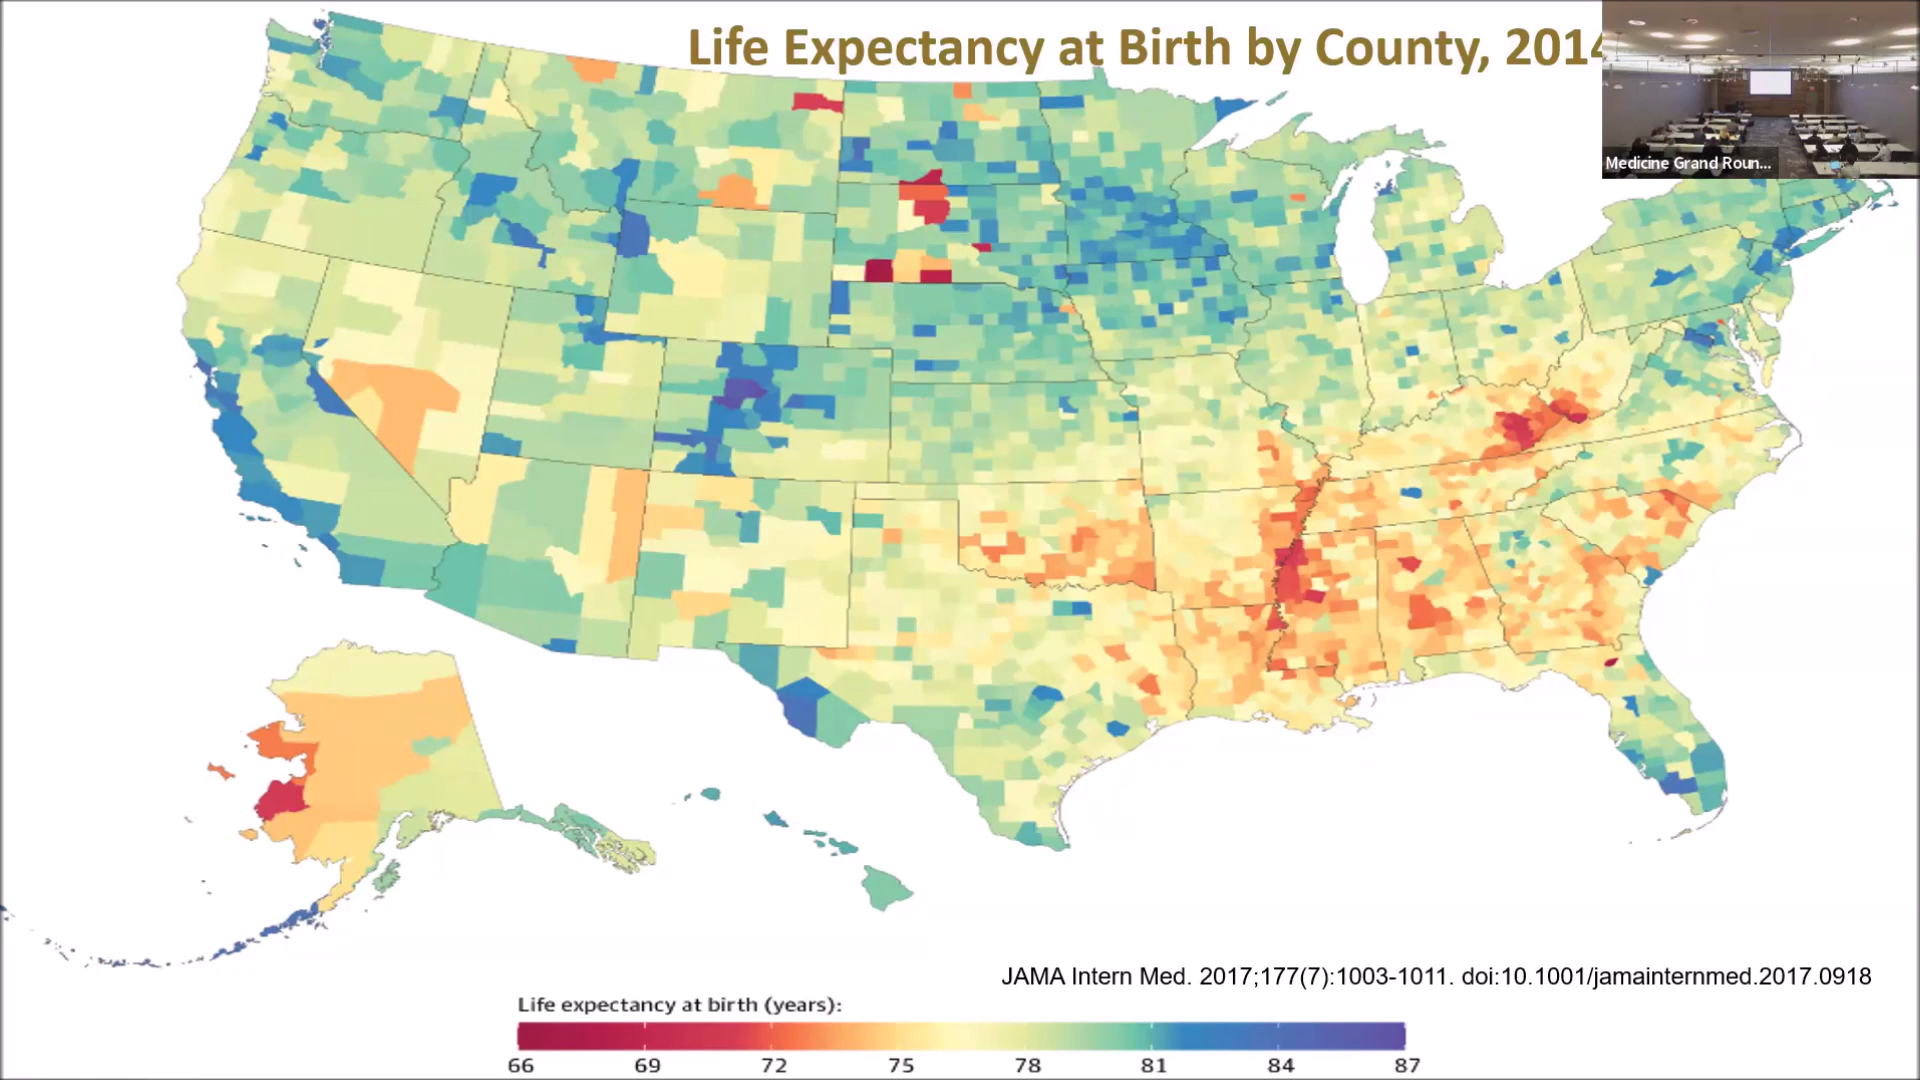 Life Expectancy at Birth by County, 2014
Medicine Grand Roun...
JAMA Intern Med. 2017;177(7):1003-1011. doi:10.1001/jamainternmed.2017.0918
Life expectancy at birth (years):
66 69 72 75 78 81 84 87